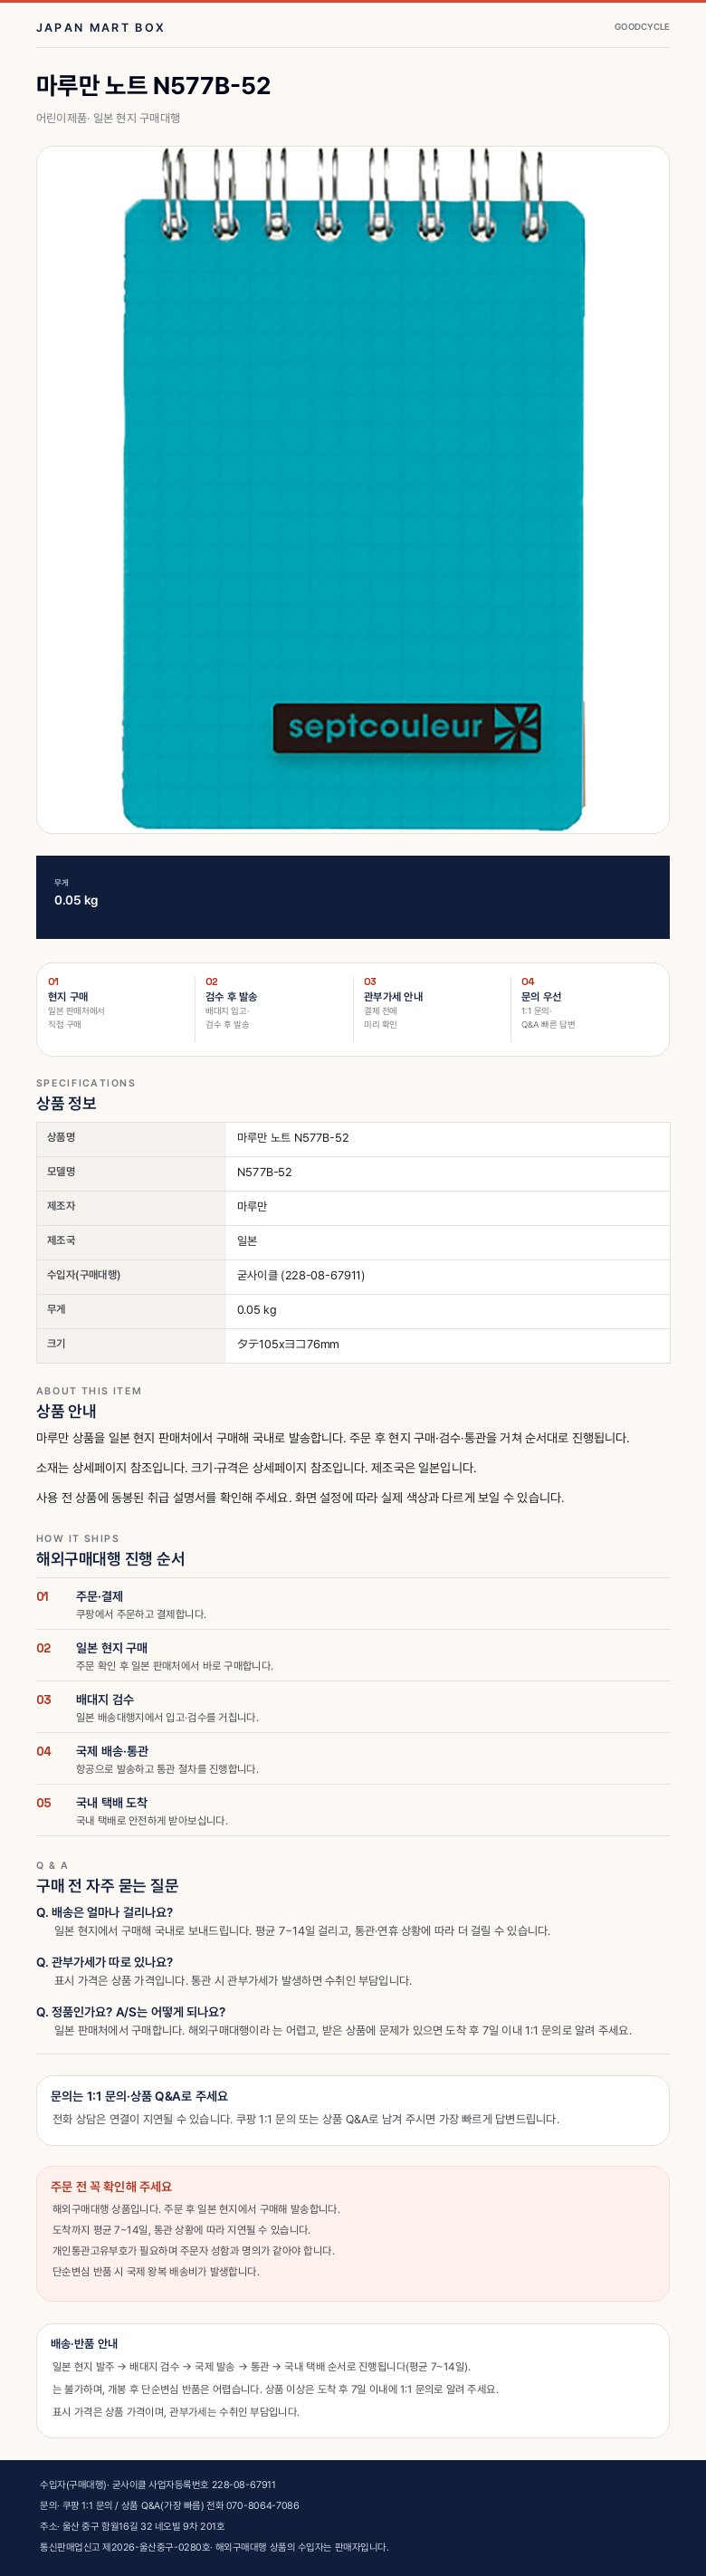 JAPAN MART BOX
GOODCYCLE
마루만 노트 N577B-52
어린이제품· 일본 현지 구매대행
septcouleur
무게
0.05 kg
01
현지 구매
일본 판매처에서
직접 구매
02
검수 후 발송
배대지 입고·
검수 후 발송
03
관부가세 안내
결제 전에
미리 확인
04
문의 우선
1:1 문의·
Q&A 빠른 답변
SPECIFICATIONS
상품 정보
상품명 마루만 노트 N577B-52
모델명 N577B-52
제조자 마루만
제조국 일본
수입자(구매대행) 굳사이클 (228-08-67911)
무게 0.05 kg
크기 タテ105xヨコ76mm
ABOUT THIS ITEM
상품 안내
마루만 상품을 일본 현지 판매처에서 구매해 국내로 발송합니다. 주문 후 현지 구매·검수·통관을 거쳐 순서대로 진행됩니다.
소재는 상세페이지 참조입니다. 크기·규격은 상세페이지 참조입니다. 제조국은 일본입니다.
사용 전 상품에 동봉된 취급 설명서를 확인해 주세요. 화면 설정에 따라 실제 색상과 다르게 보일 수 있습니다.
HOW IT SHIPS
해외구매대행 진행 순서
01 주문·결제
쿠팡에서 주문하고 결제합니다.
02 일본 현지 구매
주문 확인 후 일본 판매처에서 바로 구매합니다.
03 배대지 검수
일본 배송대행지에서 입고·검수를 거칩니다.
04 국제 배송·통관
항공으로 발송하고 통관 절차를 진행합니다.
05 국내 택배 도착
국내 택배로 안전하게 받아보십니다.
Q & A
구매 전 자주 묻는 질문
Q. 배송은 얼마나 걸리나요?
일본 현지에서 구매해 국내로 보내드립니다. 평균 7~14일 걸리고, 통관·연휴 상황에 따라 더 걸릴 수 있습니다.
Q. 관부가세가 따로 있나요?
표시 가격은 상품 가격입니다. 통관 시 관부가세가 발생하면 수취인 부담입니다.
Q. 정품인가요? A/S는 어떻게 되나요?
일본 판매처에서 구매합니다. 해외구매대행이라 는 어렵고, 받은 상품에 문제가 있으면 도착 후 7일 이내 1:1 문의로 알려 주세요.
문의는 1:1 문의·상품 Q&A로 주세요
전화 상담은 연결이 지연될 수 있습니다. 쿠팡 1:1 문의 또는 상품 Q&A로 남겨 주시면 가장 빠르게 답변드립니다.
주문 전 꼭 확인해 주세요
해외구매대행 상품입니다. 주문 후 일본 현지에서 구매해 발송합니다.
도착까지 평균 7~14일, 통관 상황에 따라 지연될 수 있습니다.
개인통관고유부호가 필요하며 주문자 성함과 명의가 같아야 합니다.
단순변심 반품 시 국제 왕복 배송비가 발생합니다.
배송·반품 안내
일본 현지 발주 → 배대지 검수 → 국제 발송 → 통관 → 국내 택배 순서로 진행됩니다(평균 7~14일).
는 불가하며, 개봉 후 단순변심 반품은 어렵습니다. 상품 이상은 도착 후 7일 이내에 1:1 문의로 알려 주세요.
표시 가격은 상품 가격이며, 관부가세는 수취인 부담입니다.
수입자(구매대행)· 굳사이클 사업자등록번호 228-08-67911
문의· 쿠팡 1:1 문의 / 상품 Q&A(가장 빠름) 전화 070-8064-7086
주소· 울산 중구 함월16길 32 네오빌 9차 201호
통신판매업신고 제2026-울산중구-0280호· 해외구매대행 상품의 수입자는 판매자입니다.